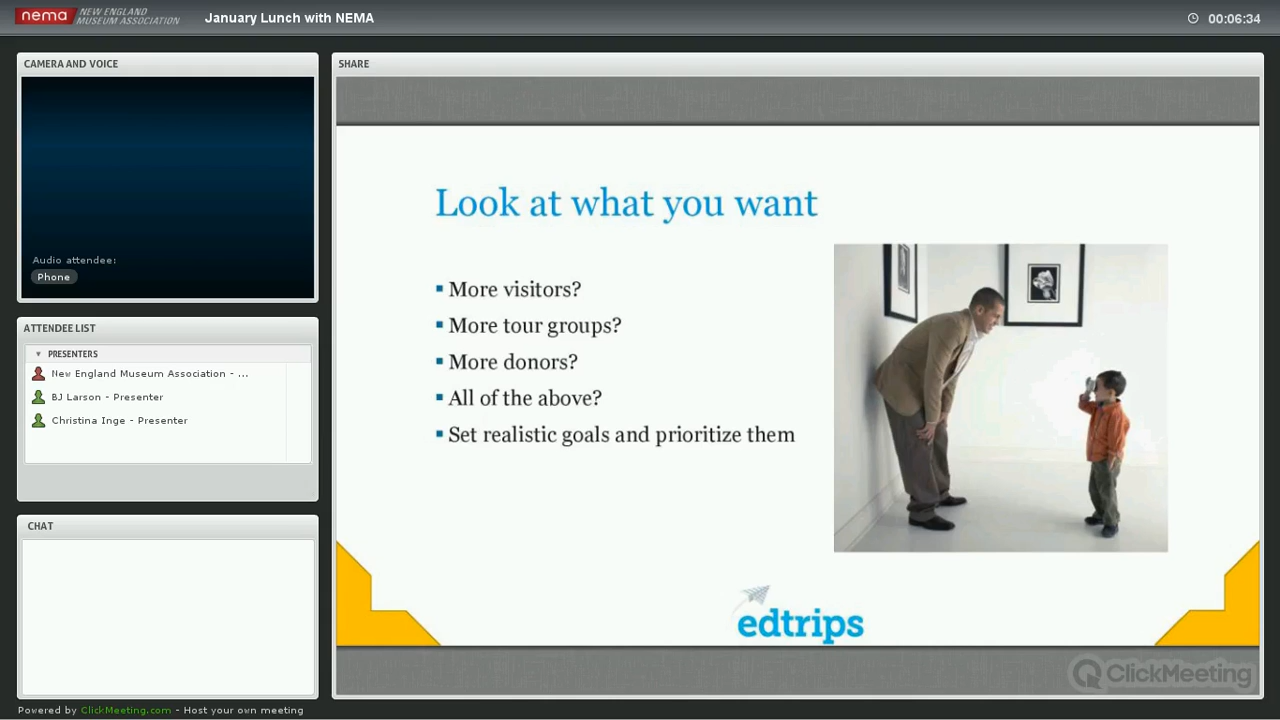 nema NEW ENGLAND
MUSEUM ASSOCIATION
January Lunch with NEMA
00:06:34
CAMERA AND VOICE
Audio attendee:
Phone
ATTENDEE LIST
PRESENTERS
New England Museum Association - ...
BJ Larson - Presenter
Christina Inge - Presenter
CHAT
SHARE
Look at what you want
▪ More visitors?
▪ More tour groups?
▪ More donors?
▪ All of the above?
▪ Set realistic goals and prioritize them
edtrips
ClickMeeting
Powered by ClickMeeting.com - Host your own meeting